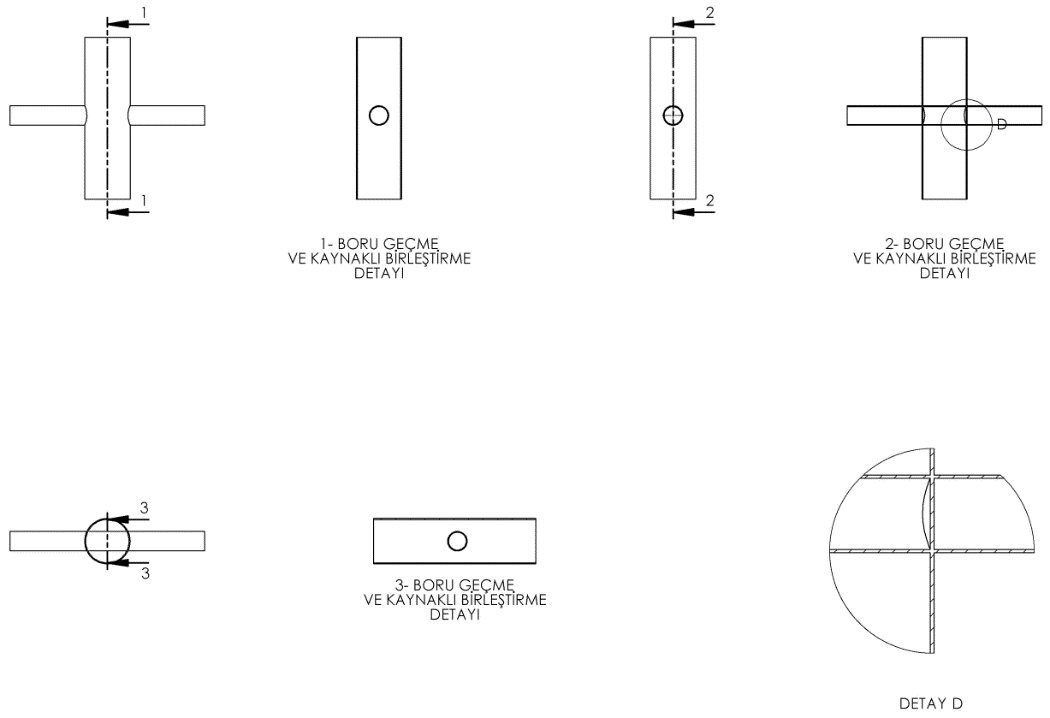 1
1
2
2
D
1- BORU GEÇME
VE KAYNAKLI BİRLEŞTİRME
DETAYI
2- BORU GEÇME
VE KAYNAKLI BİRLEŞTİRME
DETAYI
3
3
3- BORU GEÇME
VE KAYNAKLI BİRLEŞTİRME
DETAYI
DETAY D